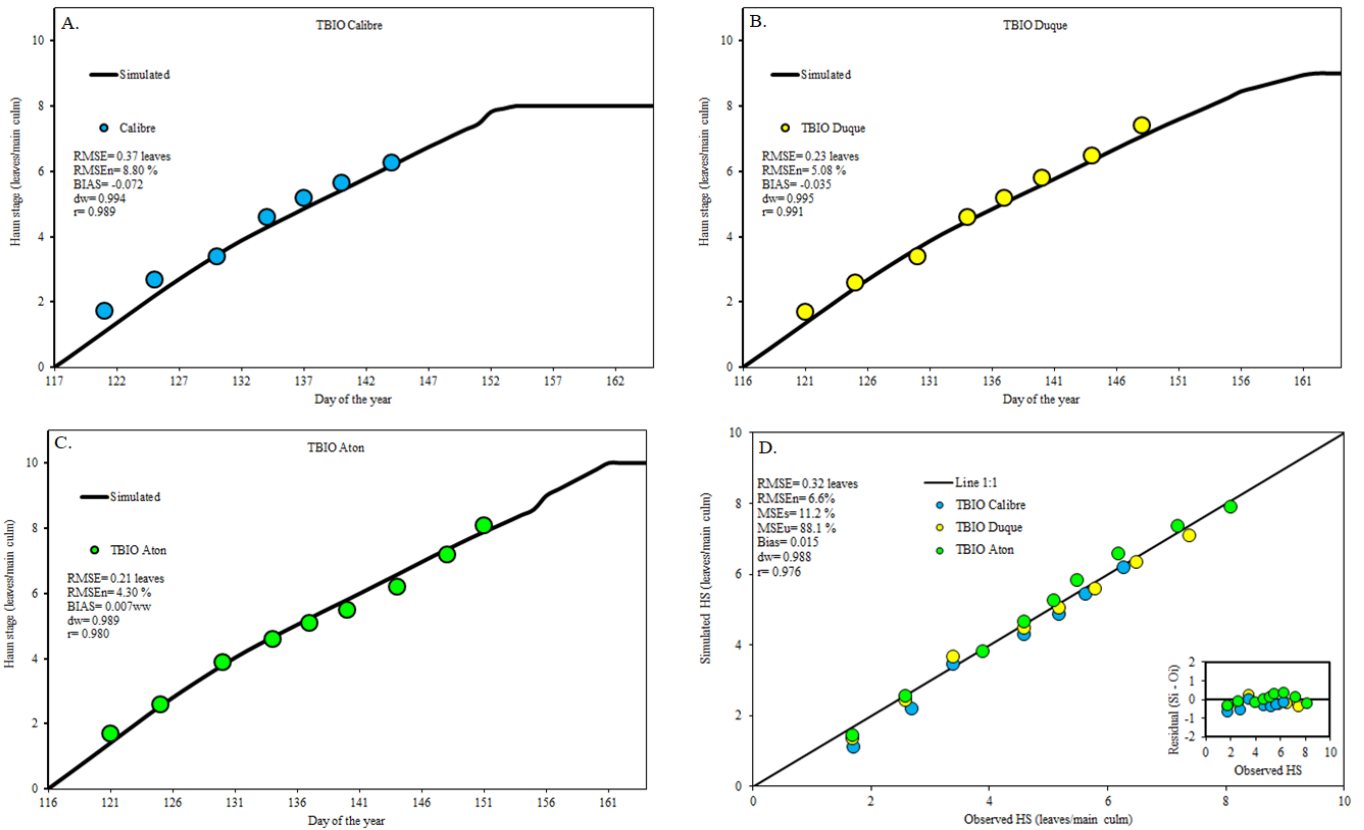 A.
TBIO Calibre
10
8
6
4
2
0
Haun stage (leaves/main culm)
Simulated
Calibre
RMSE= 0.37 leaves
RMSEn= 8.80 %
BIAS= -0.072
dw= 0.994
r= 0.989
117 122 127 132 137 142 147 152 157 162
Day of the year
B.
TBIO Duque
10
8
6
4
2
0
Haun stage (leaves/main culm)
Simulated
TBIO Duque
RMSE= 0.23 leaves
RMSEn= 5.08 %
BIAS= -0.035
dw= 0.995
r= 0.991
116 121 126 131 136 141 146 151 156 161
Day of the year
C.
TBIO Aton
10
8
6
4
2
0
Haun stage (leaves/main culm)
Simulated
TBIO Aton
RMSE= 0.21 leaves
RMSEn= 4.30 %
BIAS= 0.007ww
dw= 0.989
r= 0.980
116 121 126 131 136 141 146 151 156 161
Day of the year
D.
10
8
6
4
2
0
Simulated HS (leaves/main culm)
RMSE= 0.32 leaves
RMSEn= 6.6%
MSEs= 11.2 %
MSEu= 88.1 %
Bias= 0.015
dw= 0.988
r= 0.976
Line 1:1
TBIO Calibre
TBIO Duque
TBIO Aton
Residual (Si - Oi)
2
1
0
-1
-2
0 2 4 6 8 10
Observed HS
0 2 4 6 8 10
Observed HS (leaves/main culm)